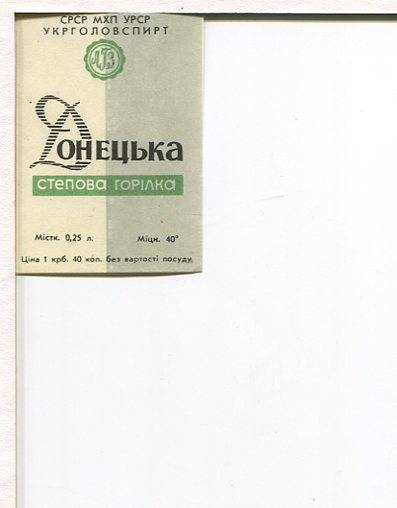 СРСР МХП УРСР
УКРГОЛОВСПИРТ
ЛГЗ
Донецька
СТЕПОВА ГОРІЛКА
Містк. 0,25 л. Міцн. 40°
Ціна 1 крб. 40 коп. без вартості посуду